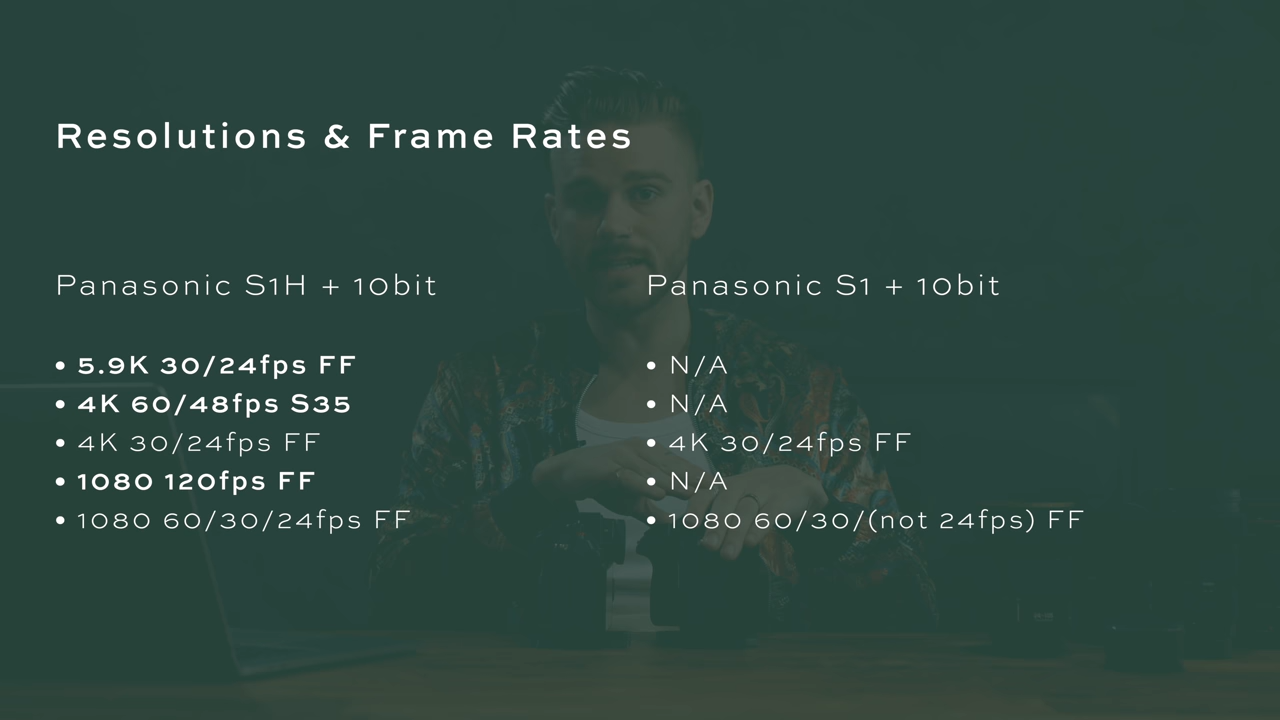 Resolutions & Frame Rates
Panasonic S1H + 10bit
• 5.9K 30/24fps FF
• 4K 60/48fps S35
• 4K 30/24fps FF
• 1080 120fps FF
• 1080 60/30/24fps FF
Panasonic S1 + 10bit
• N/A
• N/A
• 4K 30/24fps FF
• N/A
• 1080 60/30/(not 24fps) FF